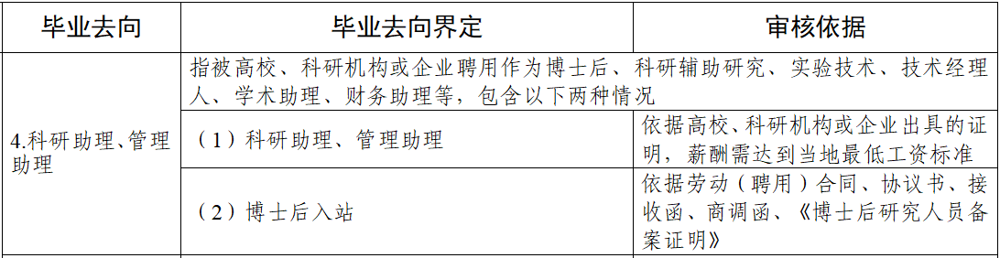 毕业去向
毕业去向界定
审核依据
4.科研助理、管理
助理
指被高校、科研机构或企业聘用作为博士后、科研辅助研究、实验技术、技术经理
人、学术助理、财务助理等，包含以下两种情况
（1）科研助理、管理助理
依据高校、科研机构或企业出具的证
明，薪酬需达到当地最低工资标准
（2）博士后入站
依据劳动（聘用）合同、协议书、接
收函、商调函、《博士后研究人员备
案证明》